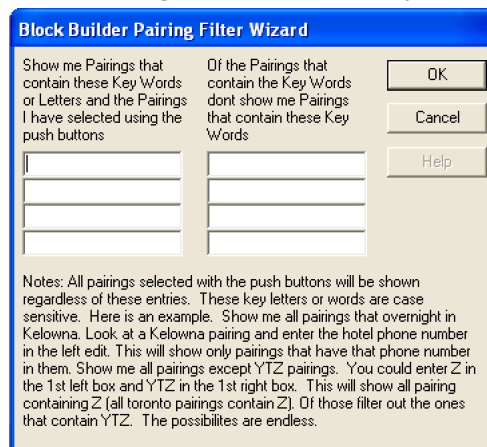 Block Builder Pairing Filter Wizard
Show me Pairings that
contain these Key Words
or Letters and the Pairings
I have selected using the
push buttons
Of the Pairings that
contain the Key Words
dont show me Pairings
that contain these Key
Words
OK
Cancel
Help
Notes: All pairings selected with the push buttons will be shown
regardless of these entries.  These key letters or words are case
sensitive.  Here is an example.  Show me all pairings that overnight in
Kelowna. Look at a Kelowna pairing and enter the hotel phone number
in the left edit. This will show only pairings that have that phone number
in them. Show me all pairings except YTZ pairings.  You could enter Z in
the 1st left box and YTZ in the 1st right box.  This will show all pairing
containing Z (all toronto pairings contain Z). Of those filter out the ones
that contain YTZ.  The possibilites are endless.